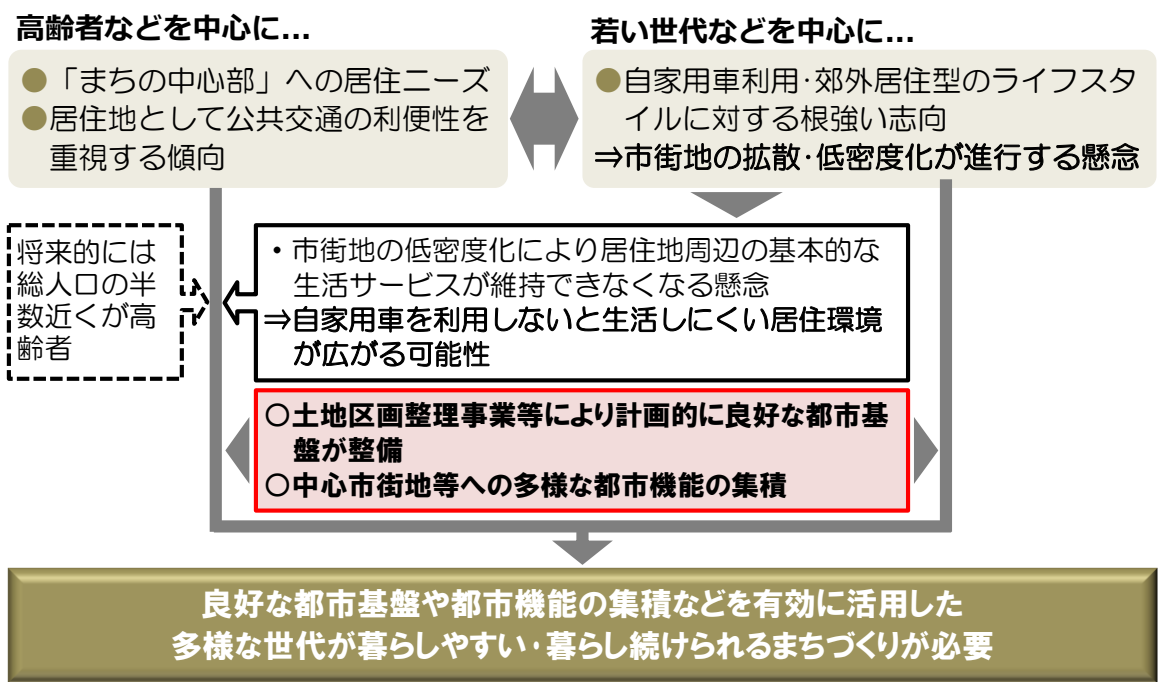 高齢者などを中心に...
●「まちの中心部」への居住ニーズ
●居住地として公共交通の利便性を
重視する傾向
若い世代などを中心に...
●自家用車利用･郊外居住型のライフスタ
イルに対する根強い志向
⇒市街地の拡散･低密度化が進行する懸念
将来的には
総人口の半
数近くが高
齢者
・市街地の低密度化により居住地周辺の基本的な
生活サービスが維持できなくなる懸念
⇒自家用車を利用しないと生活しにくい居住環境
が広がる可能性
○土地区画整理事業等により計画的に良好な都市基
盤が整備
○中心市街地等への多様な都市機能の集積
良好な都市基盤や都市機能の集積などを有効に活用した
多様な世代が暮らしやすい･暮らし続けられるまちづくりが必要